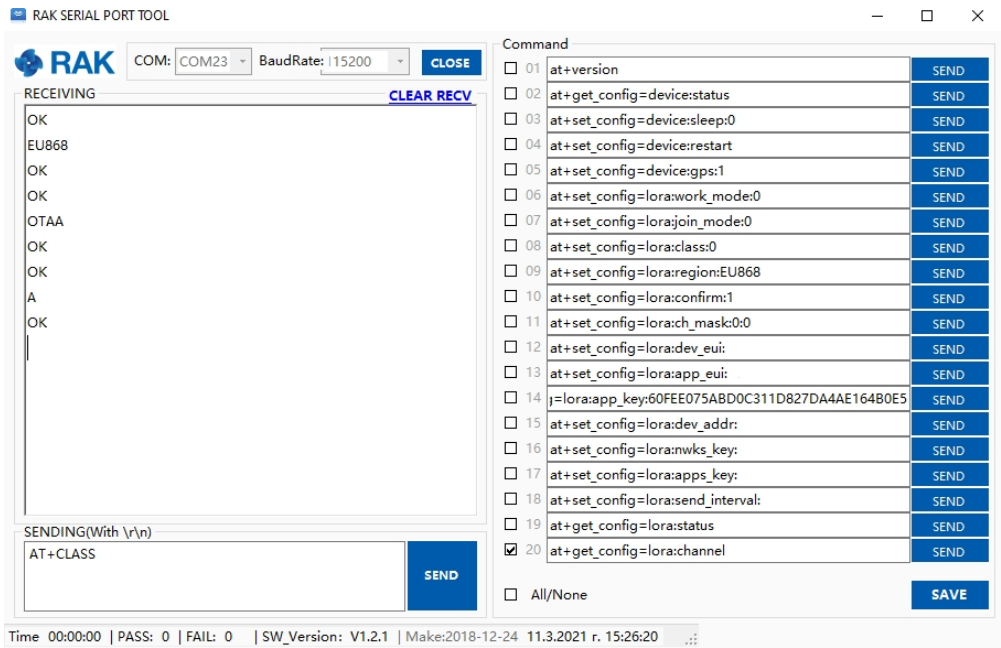 RAK SERIAL PORT TOOL
RAK
COM: COM23
BaudRate: 115200
CLOSE
RECEIVING
CLEAR RECV
OK
EU868
OK
OK
OTAA
OK
OK
A
OK
SENDING(With \r\n)
AT+CLASS
SEND
Command
01 at+version SEND
02 at+get_config=device:status SEND
03 at+set_config=device:sleep:0 SEND
04 at+set_config=device:restart SEND
05 at+set_config=device:gps:1 SEND
06 at+set_config=lora:work_mode:0 SEND
07 at+set_config=lora:join_mode:0 SEND
08 at+set_config=lora:class:0 SEND
09 at+set_config=lora:region:EU868 SEND
10 at+set_config=lora:confirm:1 SEND
11 at+set_config=lora:ch_mask:0:0 SEND
12 at+set_config=lora:dev_eui: SEND
13 at+set_config=lora:app_eui: SEND
14 g=lora:app_key:60FEE075ABD0C311D827DA4AE164B0E5 SEND
15 at+set_config=lora:dev_addr: SEND
16 at+set_config=lora:nwks_key: SEND
17 at+set_config=lora:apps_key: SEND
18 at+set_config=lora:send_interval: SEND
19 at+get_config=lora:status SEND
20 at+get_config=lora:channel SEND
All/None
SAVE
Time 00:00:00 | PASS: 0 | FAIL: 0 | SW_Version: V1.2.1 | Make:2018-12-24 11.3.2021 г. 15:26:20